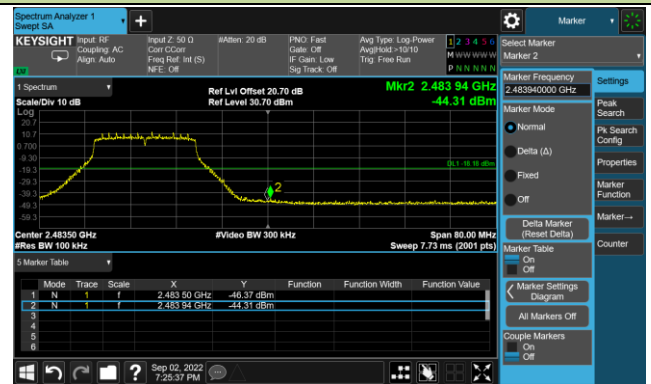 Spectrum Analyzer 1
Swept SA
KEYSIGHT
Input: RF
Coupling: AC
Align: Auto
Input Z: 50 Ω
Corr CCorr
Freq Ref: Int (S)
NFE: Off
#Atten: 20 dB
PNO: Fast
Gate: Off
IF Gain: Low
Sig Track: Off
Avg Type: Log-Power
Avg|Hold:>10/10
Trig: Free Run
1 2 3 4 5 6
M W W W W W
P N N N N N
1 Spectrum
Scale/Div 10 dB
Log
Ref Lvl Offset 20.70 dB
Ref Level 30.70 dBm
Mkr2 2.483 94 GHz
-44.31 dBm
20.7
10.7
0.700
-9.30
-19.3
-29.3
-39.3
-49.3
-59.3
DL1 -18.16 dBm
2
Center 2.48350 GHz
#Res BW 100 kHz
#Video BW 300 kHz
Span 80.00 MHz
Sweep 7.73 ms (2001 pts)
5 Marker Table
Mode Trace Scale X Y Function Function Width Function Value
1 N 1 f 2.483 50 GHz -46.37 dBm
2 N 1 f 2.483 94 GHz -44.31 dBm
3
4
5
6
Sep 02, 2022
7:25:37 PM
Marker
Select Marker
Marker 2
Marker Frequency
2.483940000 GHz
Marker Mode
Normal
Delta (Δ)
Fixed
Off
Delta Marker
(Reset Delta)
Marker Table
On
Off
Marker Settings
Diagram
All Markers Off
Couple Markers
On
Off
Settings
Peak
Search
Pk Search
Config
Properties
Marker
Function
Marker→
Counter